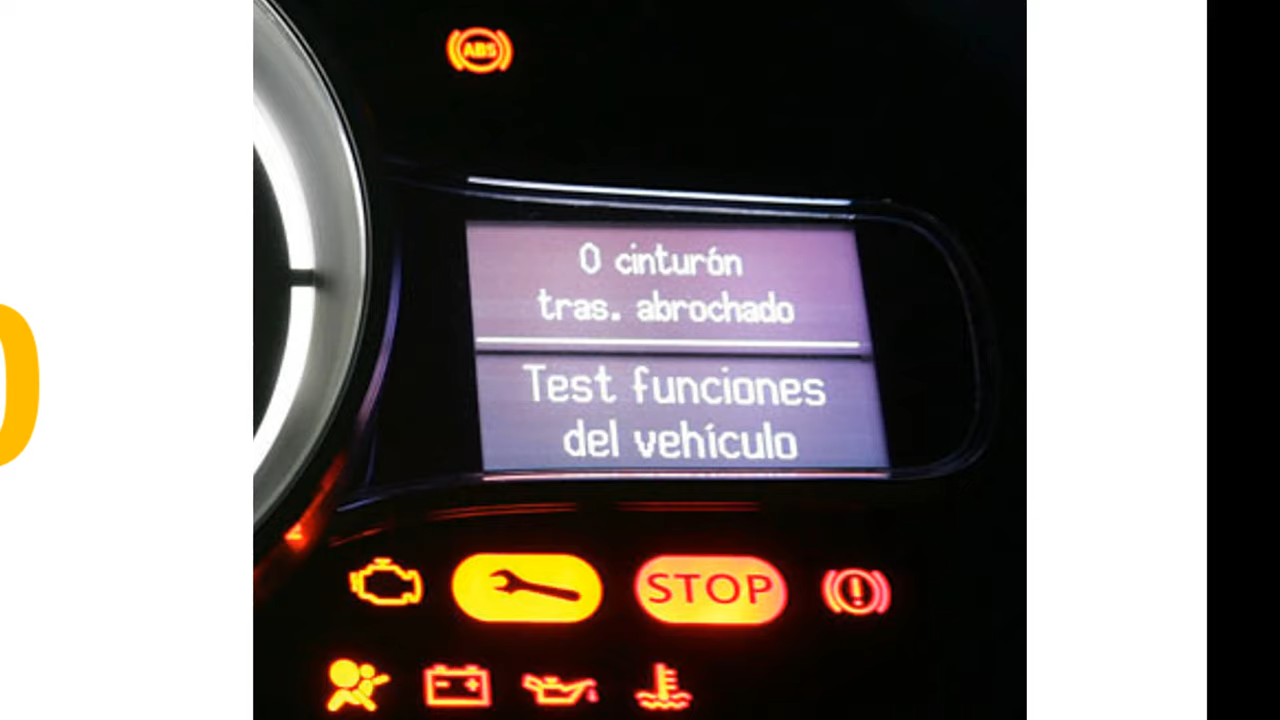 ABS
0 cinturón
tras. abrochado
Test funciones
del vehículo
STOP